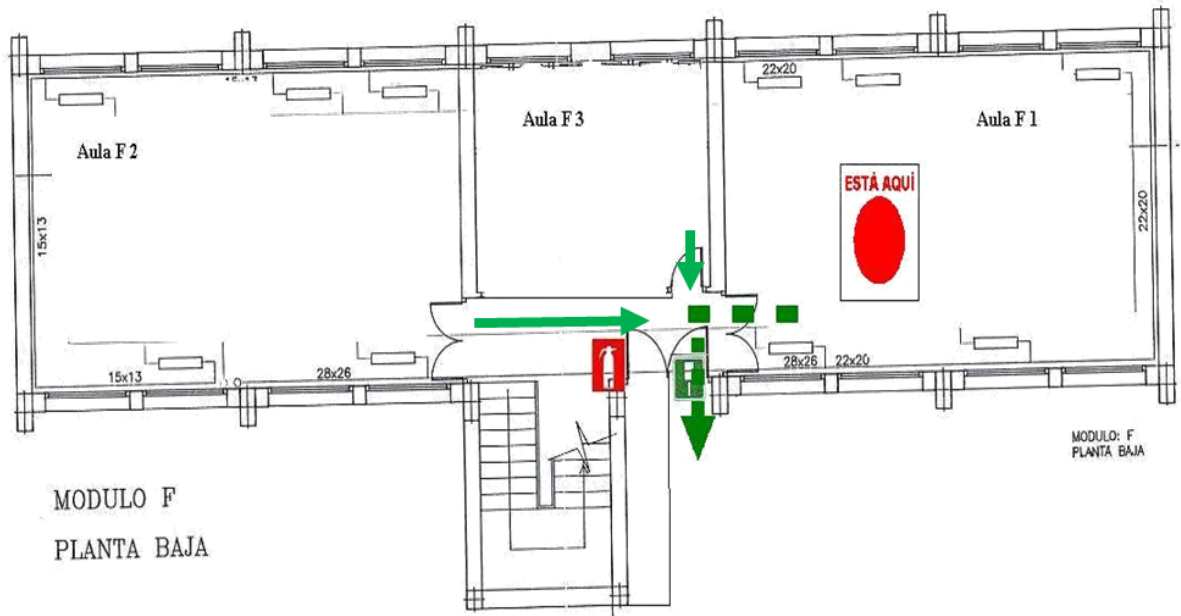 22x20
Aula F 3
Aula F 1
Aula F 2
ESTÁ AQUÍ
15x13
22x20
15x13
28x26
28x26 22x20
MODULO: F
PLANTA BAJA
MODULO F
PLANTA BAJA